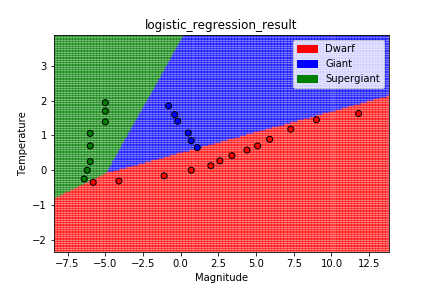 logistic_regression_result
Dwarf
Giant
Supergiant
Temperature
3
2
1
0
−1
−2
−7.5 −5.0 −2.5 0.0 2.5 5.0 7.5 10.0 12.5
Magnitude